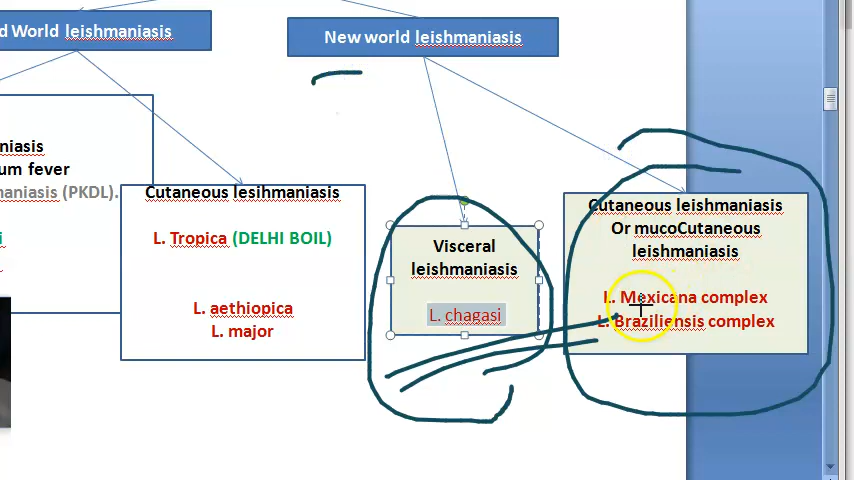 d World leishmaniasis
New world leishmaniasis
niasis
um fever
maniasis (PKDL).
i
Cutaneous lesihmaniasis
L. Tropica (DELHI BOIL)
L. aethiopica
L. major
Visceral
leishmaniasis
L. chagasi
Cutaneous leishmaniasis
Or mucoCutaneous
leishmaniasis
L. Mexicana complex
L. Braziliensis complex